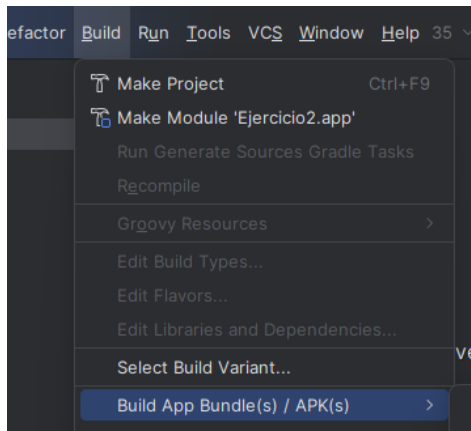 efactor Build Run Tools VCS Window Help 35
Make Project Ctrl+F9
Make Module 'Ejercicio2.app'
Run Generate Sources Gradle Tasks
Recompile
Groovy Resources
Edit Build Types...
Edit Flavors...
Edit Libraries and Dependencies...
ve
Select Build Variant...
Build App Bundle(s) / APK(s)